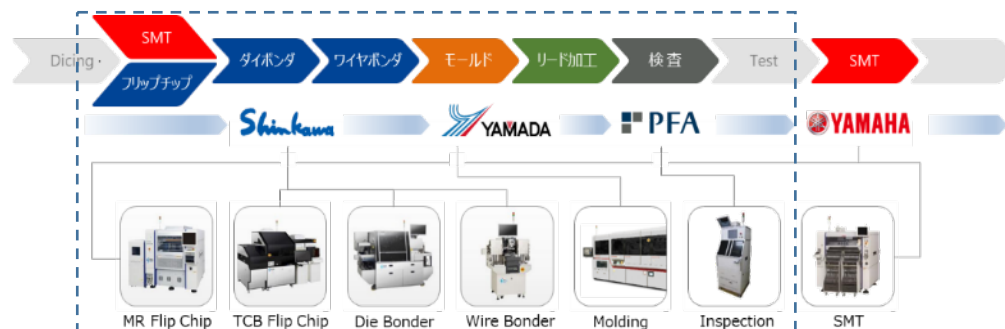 Dicing
SMT
フリップチップ
ダイボンダ
ワイヤボンダ
モールド
リード加工
検査
Test
SMT
Shinkawa
YAMADA
PFA
YAMAHA
MR Flip Chip
TCB Flip Chip
Die Bonder
Wire Bonder
Molding
Inspection
SMT